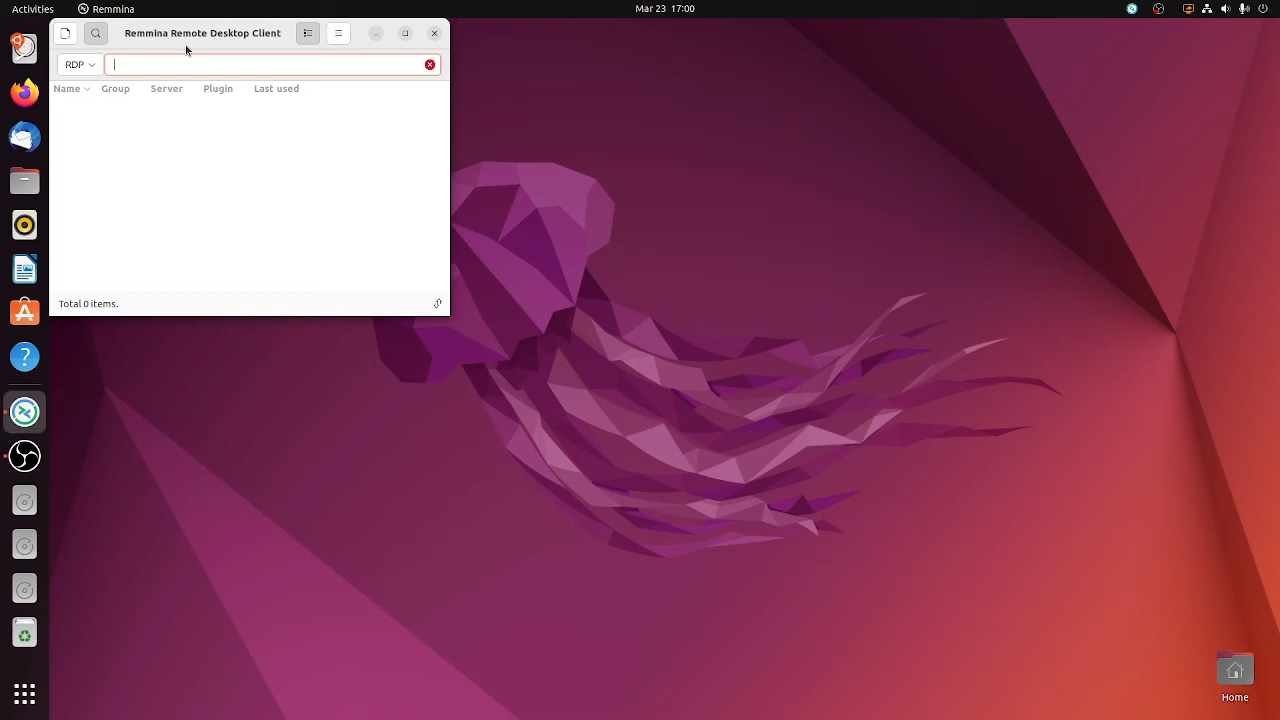 Activities
Remmina
Mar 23 17:00
Remmina Remote Desktop Client
RDP
Name
Group
Server
Plugin
Last used
Total 0 items.
Home